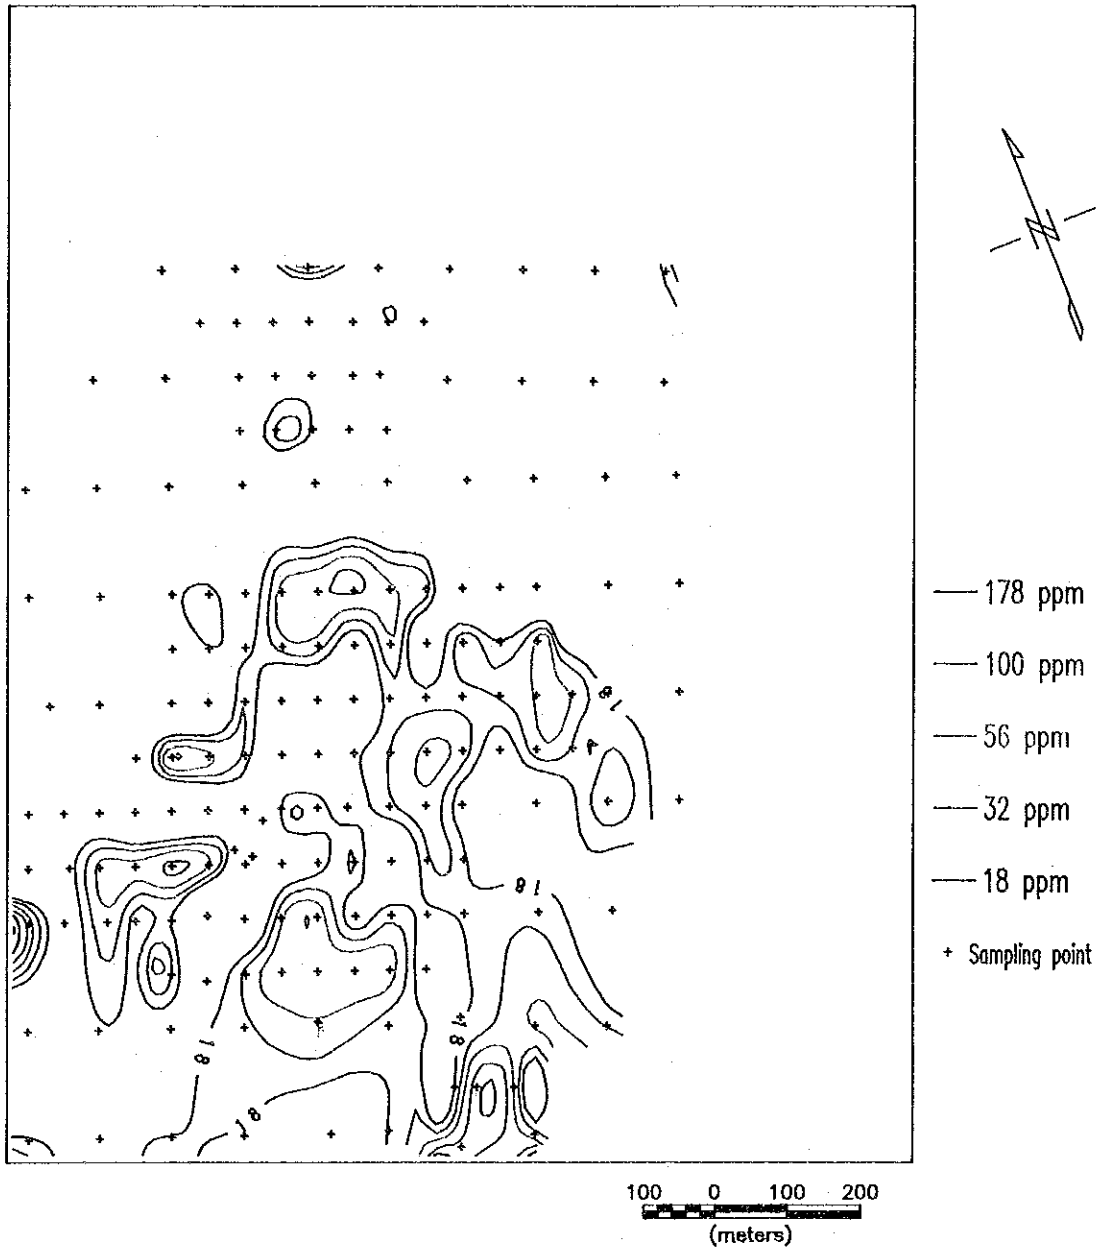 178 ppm
100 ppm
56 ppm
32 ppm
18 ppm
+ Sampling point
18
18
18
18
18
100 0 100 200
(meters)